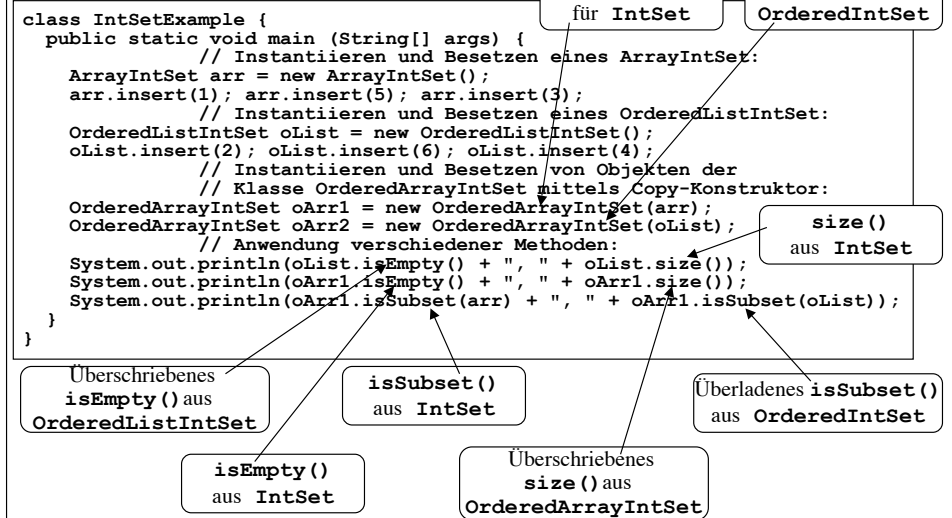 für IntSet
OrderedIntSet
class IntSetExample {
public static void main (String[] args) {
// Instantiieren und Besetzen eines ArrayIntSet:
ArrayIntSet arr = new ArrayIntSet();
arr.insert(1); arr.insert(5); arr.insert(3);
// Instantiieren und Besetzen eines OrderedListIntSet:
OrderedListIntSet oList = new OrderedListIntSet();
oList.insert(2); oList.insert(6); oList.insert(4);
// Instantiieren und Besetzen von Objekten der
// Klasse OrderedArrayIntSet mittels Copy-Konstruktor:
OrderedArrayIntSet oArr1 = new OrderedArrayIntSet(arr);
OrderedArrayIntSet oArr2 = new OrderedArrayIntSet(oList);
// Anwendung verschiedener Methoden:
System.out.println(oList.isEmpty() + ", " + oList.size());
System.out.println(oArr1.isEmpty() + ", " + oArr1.size());
System.out.println(oArr1.isSubset(arr) + ", " + oArr1.isSubset(oList));
}
}
size()
aus IntSet
Überschriebenes
isEmpty() aus
OrderedListIntSet
isSubset()
aus IntSet
Überladenes isSubset()
aus OrderedIntSet
isEmpty()
aus IntSet
Überschriebenes
size() aus
OrderedArrayIntSet